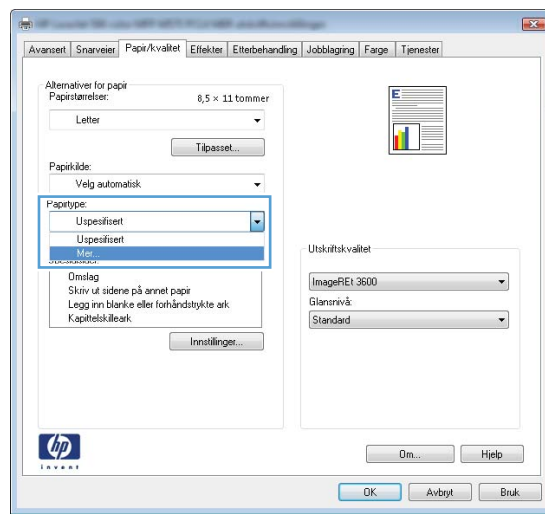 Avansert Snarveier Papir/kvalitet Effekter Etterbehandling Jobblagring Farge Tjenester
Alternativer for papir
Papirstørrelser: 8,5 × 11 tommer
Letter
Tilpasset...
Papirkilde:
Velg automatisk
Papirtype:
Uspesifisert
Uspesifisert
Mer...
Omslag
Skriv ut sidene på annet papir
Legg inn blanke eller forhåndstrykte ark
Kapittelskilleark
Innstillinger...
E
Utskriftskvalitet
ImageREt 3600
Glansnivå:
Standard
hp
invent
Om... Hjelp
OK Avbryt Bruk